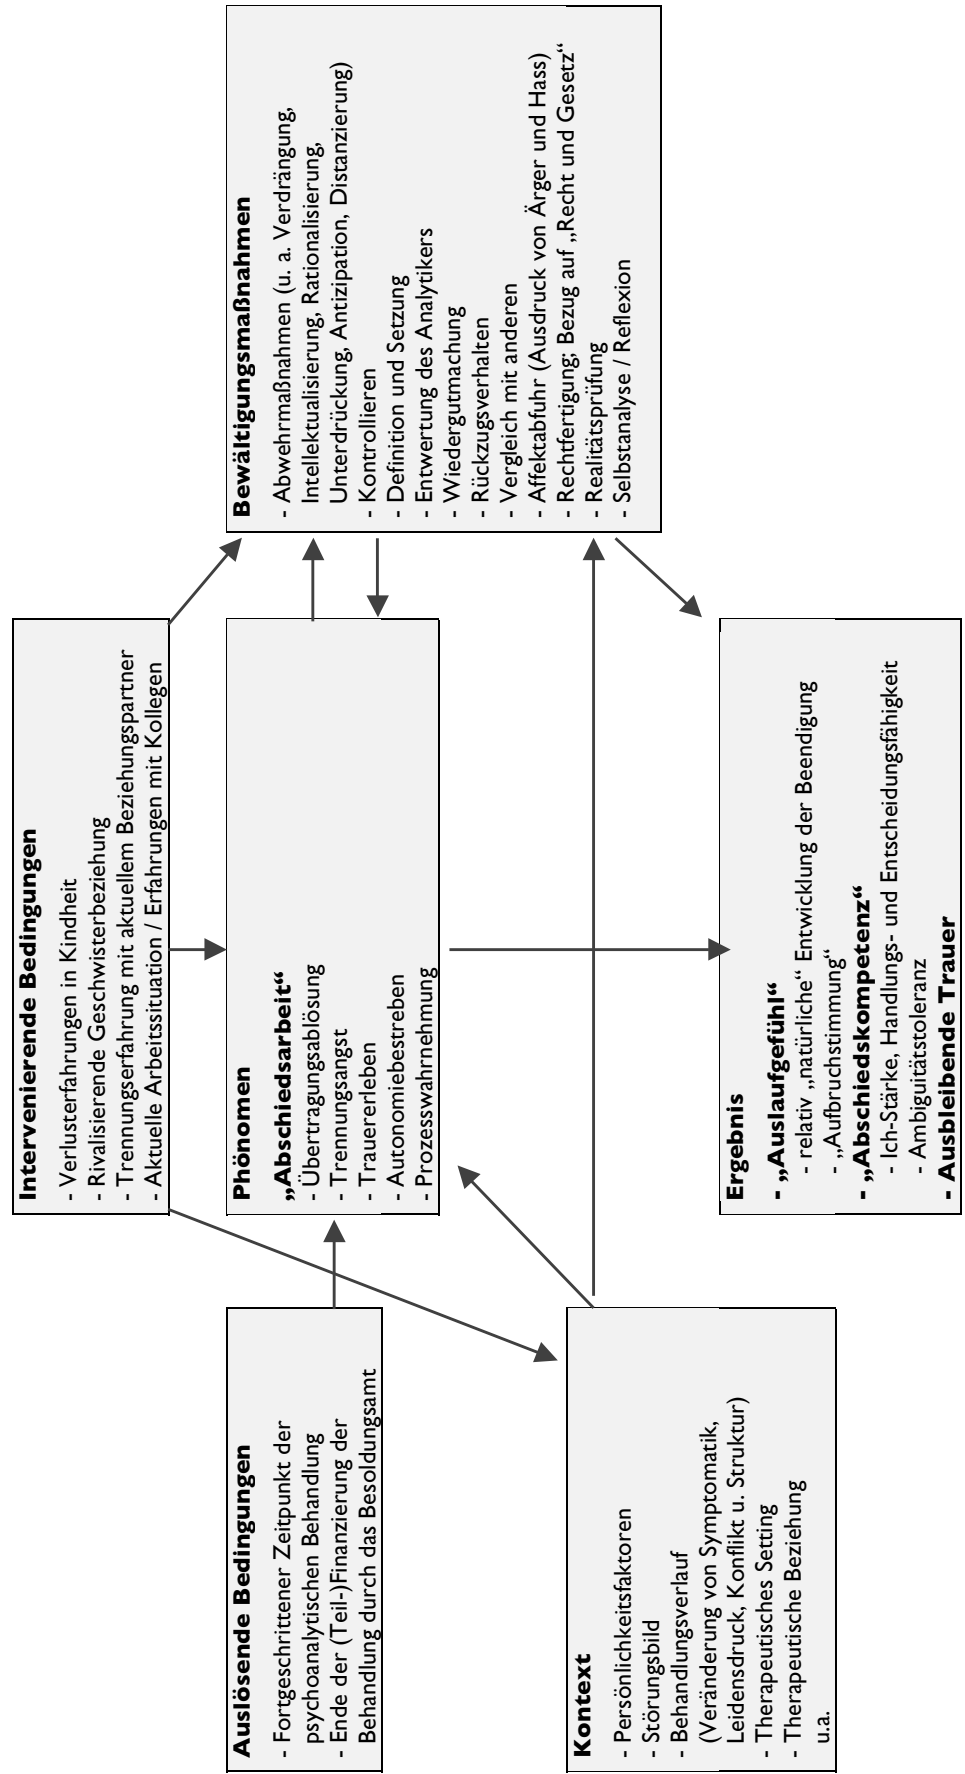 Intervenierende Bedingungen
- Verlusterfahrungen in Kindheit
- Rivalisierende Geschwisterbeziehung
- Trennungserfahrung mit aktuellem Beziehungspartner
- Aktuelle Arbeitssituation / Erfahrungen mit Kollegen
Auslösende Bedingungen
- Fortgeschrittener Zeitpunkt der
psychoanalytischen Behandlung
- Ende der (Teil-)Finanzierung der
Behandlung durch das Besoldungsamt
Phönomen
„Abschiedsarbeit“
- Übertragungsablösung
- Trennungsangst
- Trauererleben
- Autonomiebestreben
- Prozesswahrnehmung
Bewältigungsmaßnahmen
- Abwehrmaßnahmen (u. a. Verdrängung,
Intellektualisierung, Rationalisierung,
Unterdrückung, Antizipation, Distanzierung)
- Kontrollieren
- Definition und Setzung
- Entwertung des Analytikers
- Wiedergutmachung
- Rückzugsverhalten
- Vergleich mit anderen
- Affektabfuhr (Ausdruck von Ärger und Hass)
- Rechtfertigung; Bezug auf „Recht und Gesetz“
- Realitätsprüfung
- Selbstanalyse / Reflexion
Kontext
- Persönlichkeitsfaktoren
- Störungsbild
- Behandlungsverlauf
(Veränderung von Symptomatik,
Leidensdruck, Konflikt u. Struktur)
- Therapeutisches Setting
- Therapeutische Beziehung
u.a.
Ergebnis
- „Auslaufgefühl“
- relativ „natürliche“ Entwicklung der Beendigung
- „Aufbruchstimmung“
- „Abschiedskompetenz“
- Ich-Stärke, Handlungs- und Entscheidungsfähigkeit
- Ambiguitätstoleranz
- Ausbleibende Trauer